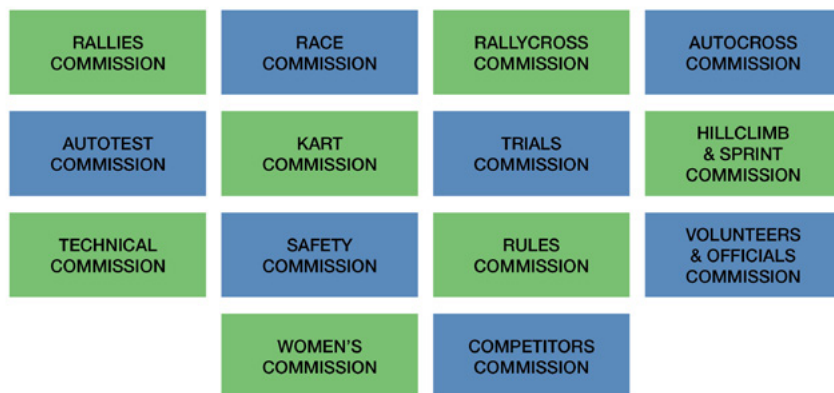 RALLIES
COMMISSION
RACE
COMMISSION
RALLYCROSS
COMMISSION
AUTOCROSS
COMMISSION
AUTOTEST
COMMISSION
KART
COMMISSION
TRIALS
COMMISSION
HILLCLIMB
& SPRINT
COMMISSION
TECHNICAL
COMMISSION
SAFETY
COMMISSION
RULES
COMMISSION
VOLUNTEERS
& OFFICIALS
COMMISSION
WOMEN'S
COMMISSION
COMPETITORS
COMMISSION